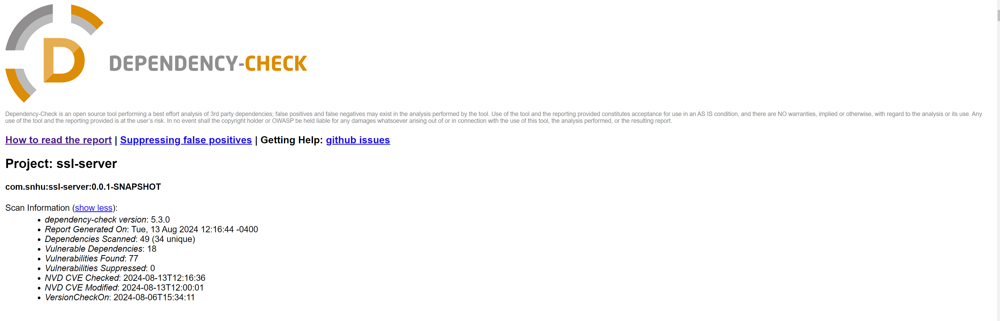 D
DEPENDENCY-CHECK
Dependency-Check is an open source tool performing a best effort analysis of 3rd party dependencies; false positives and false negatives may exist in the analysis performed by the tool. Use of the tool and the reporting provided constitutes acceptance for use in an AS IS condition, and there are NO warranties, implied or otherwise, with regard to the analysis or its use. Any
use of the tool and the reporting provided is at the user’s risk. In no event shall the copyright holder or OWASP be held liable for any damages whatsoever arising out of or in connection with the use of this tool, the analysis performed, or the resulting report.
How to read the report | Suppressing false positives | Getting Help: github issues
Project: ssl-server
com.snhu:ssl-server:0.0.1-SNAPSHOT
Scan Information (show less):
• dependency-check version: 5.3.0
• Report Generated On: Tue, 13 Aug 2024 12:16:44 -0400
• Dependencies Scanned: 49 (34 unique)
• Vulnerable Dependencies: 18
• Vulnerabilities Found: 77
• Vulnerabilities Suppressed: 0
• NVD CVE Checked: 2024-08-13T12:16:36
• NVD CVE Modified: 2024-08-13T12:00:01
• VersionCheckOn: 2024-08-06T15:34:11